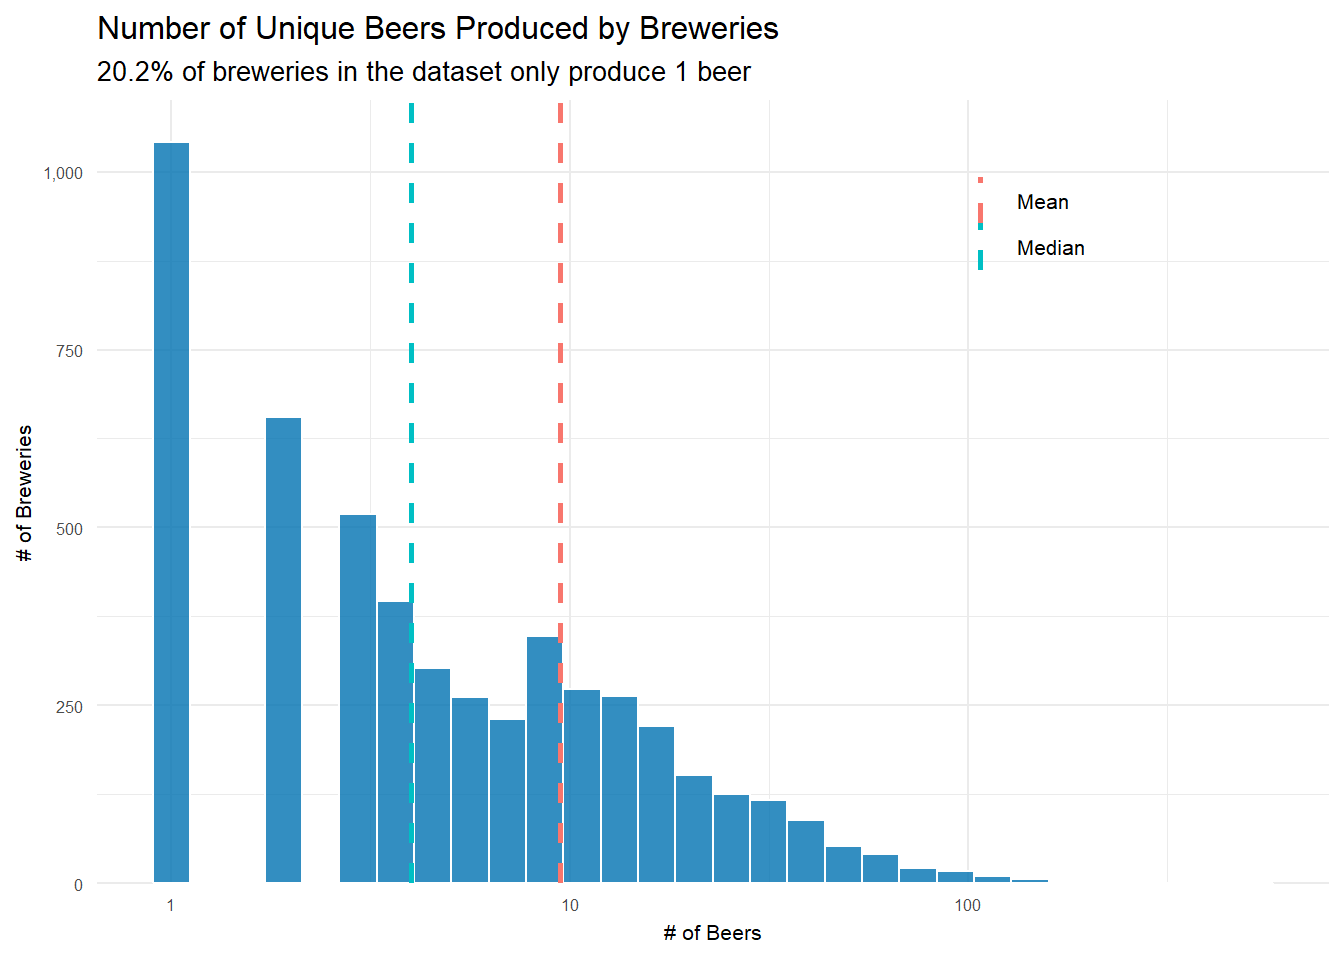 Number of Unique Beers Produced by Breweries
20.2% of breweries in the dataset only produce 1 beer
1,000
750
500
250
0
# of Breweries
Mean
Median
1
10
100
# of Beers